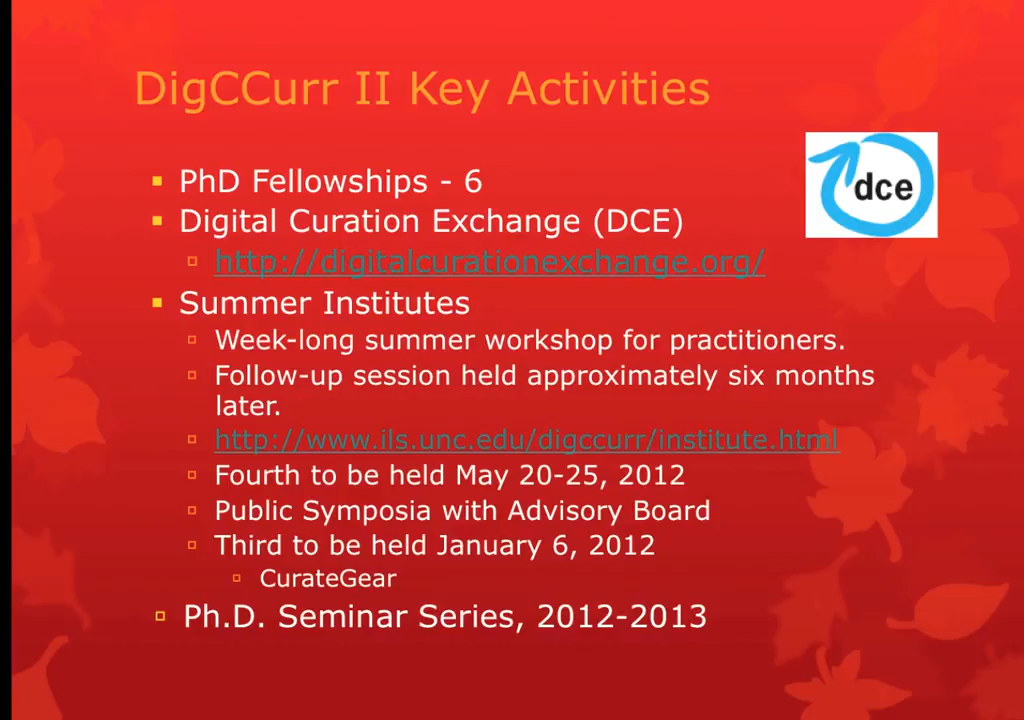 DigCCurr II Key Activities
dce
PhD Fellowships - 6
Digital Curation Exchange (DCE)
http://digitalcurationexchange.org/
Summer Institutes
Week-long summer workshop for practitioners.
Follow-up session held approximately six months
later.
http://www.ils.unc.edu/digccurr/institute.html
Fourth to be held May 20-25, 2012
Public Symposia with Advisory Board
Third to be held January 6, 2012
CurateGear
Ph.D. Seminar Series, 2012-2013